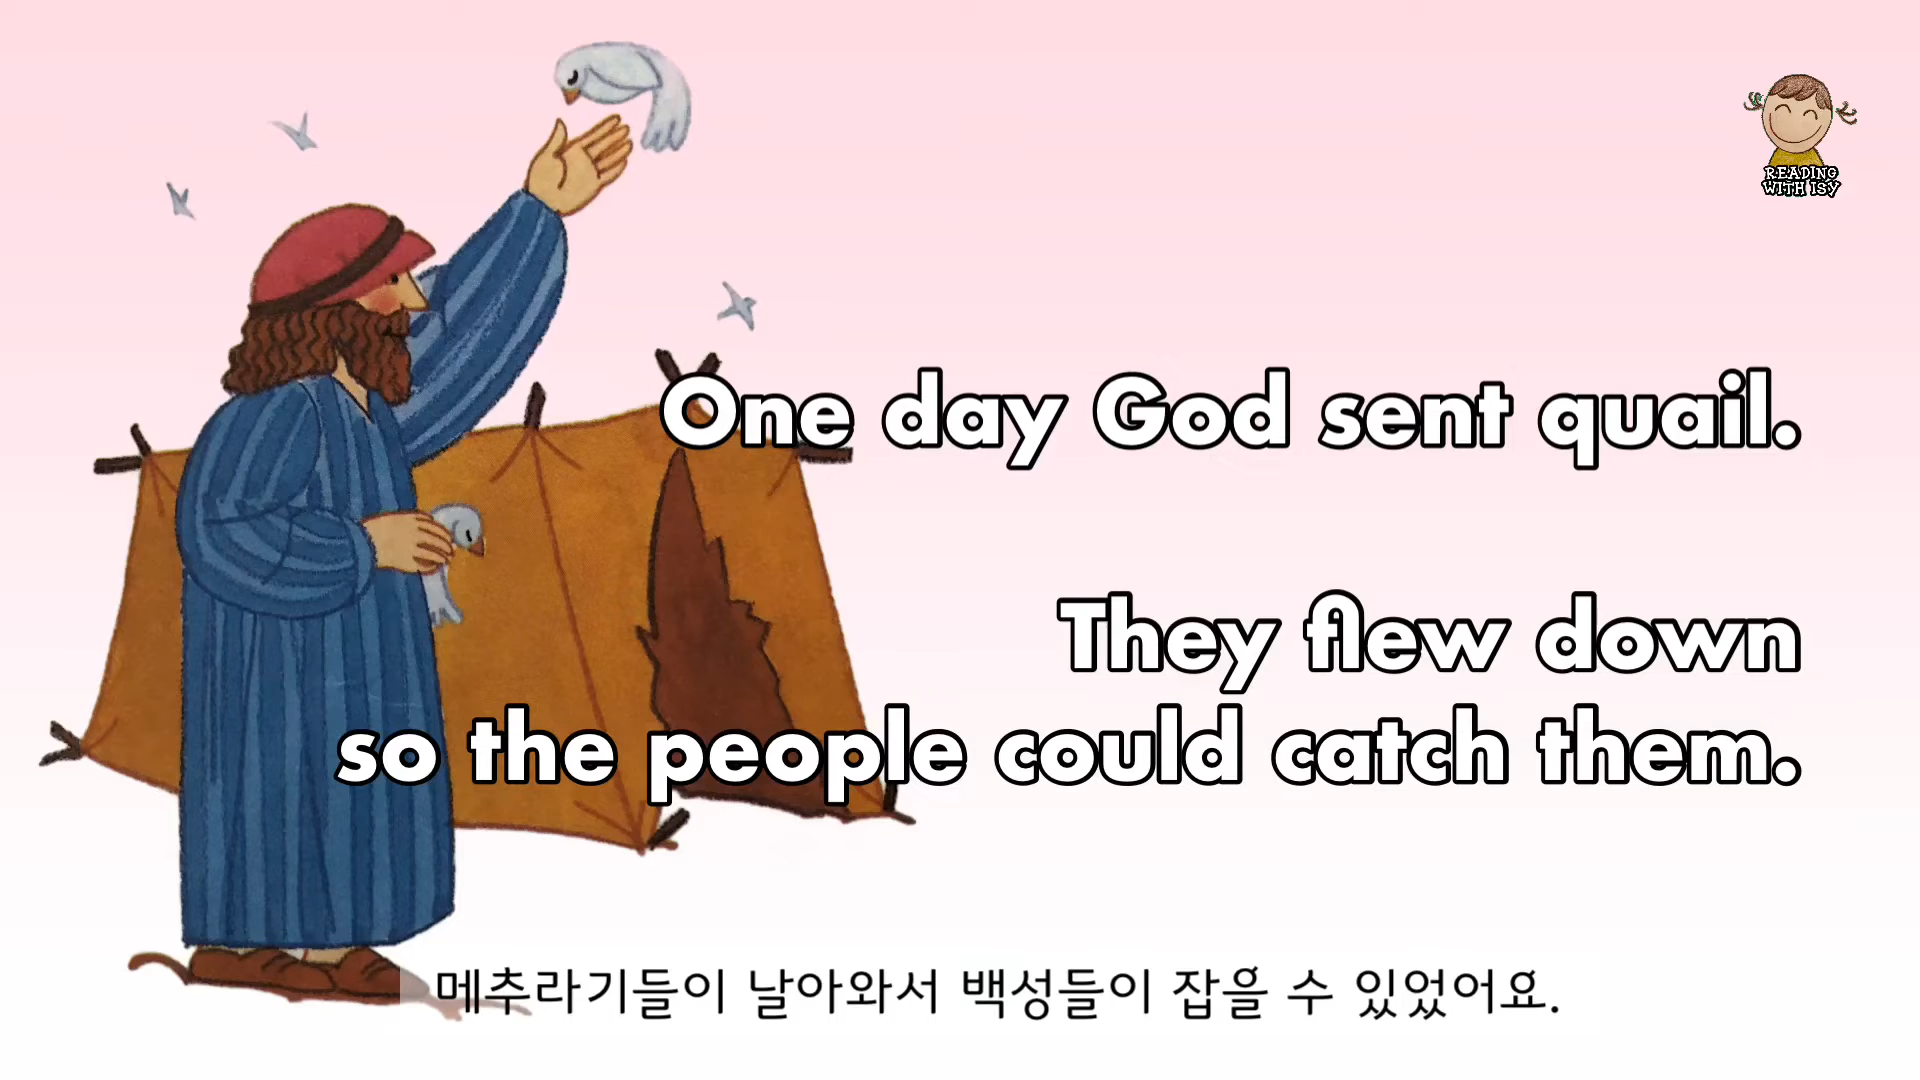 READING
WITH ISY
One day God sent quail.
They flew down
so the people could catch them.
메추라기들이 날아와서 백성들이 잡을 수 있었어요.